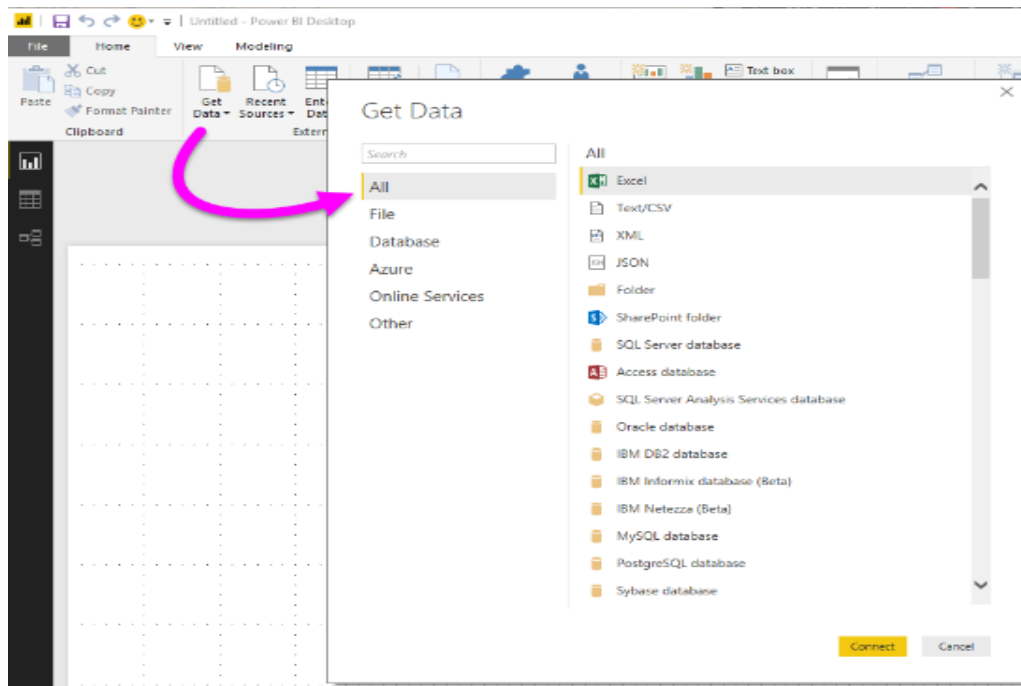 Untitled - Power BI Desktop
File Home View Modeling
Cut
Copy
Format Painter
Paste
Clipboard
Get Data
Recent Sources
Ent
Dat
Extern
Text box
Get Data
Search
All
File
Database
Azure
Online Services
Other
All
Excel
Text/CSV
XML
JSON
Folder
SharePoint folder
SQL Server database
Access database
SQL Server Analysis Services database
Oracle database
IBM DB2 database
IBM Informix database (Beta)
IBM Netezza (Beta)
MySQL database
PostgreSQL database
Sybase database
Connect Cancel